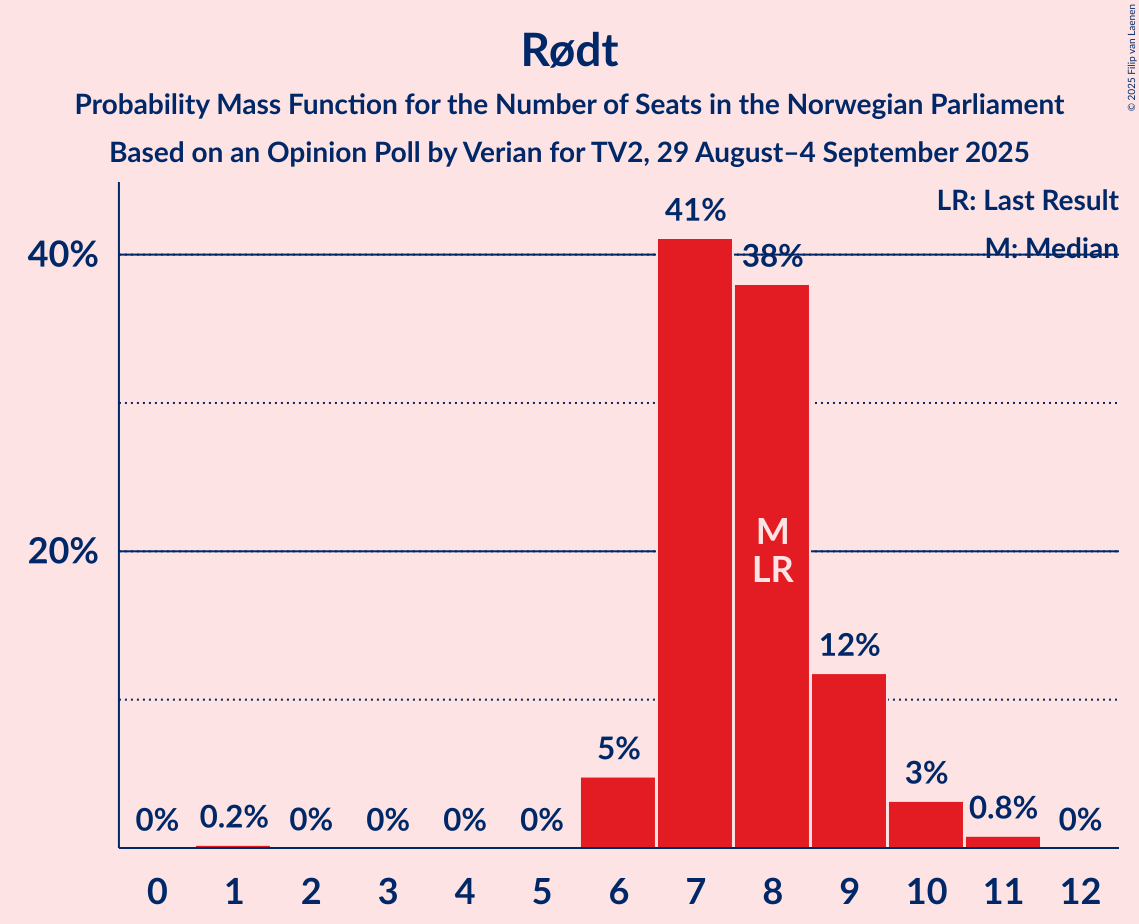 Rødt
Probability Mass Function for the Number of Seats in the Norwegian Parliament
Based on an Opinion Poll by Verian for TV2, 29 August–4 September 2025
© 2025 Filip van Laenen
LR: Last Result
M: Median
40%
20%
0%
0.2%
0%
0%
0%
0%
5%
41%
38%
12%
3%
0.8%
0%
M
LR
0 1 2 3 4 5 6 7 8 9 10 11 12